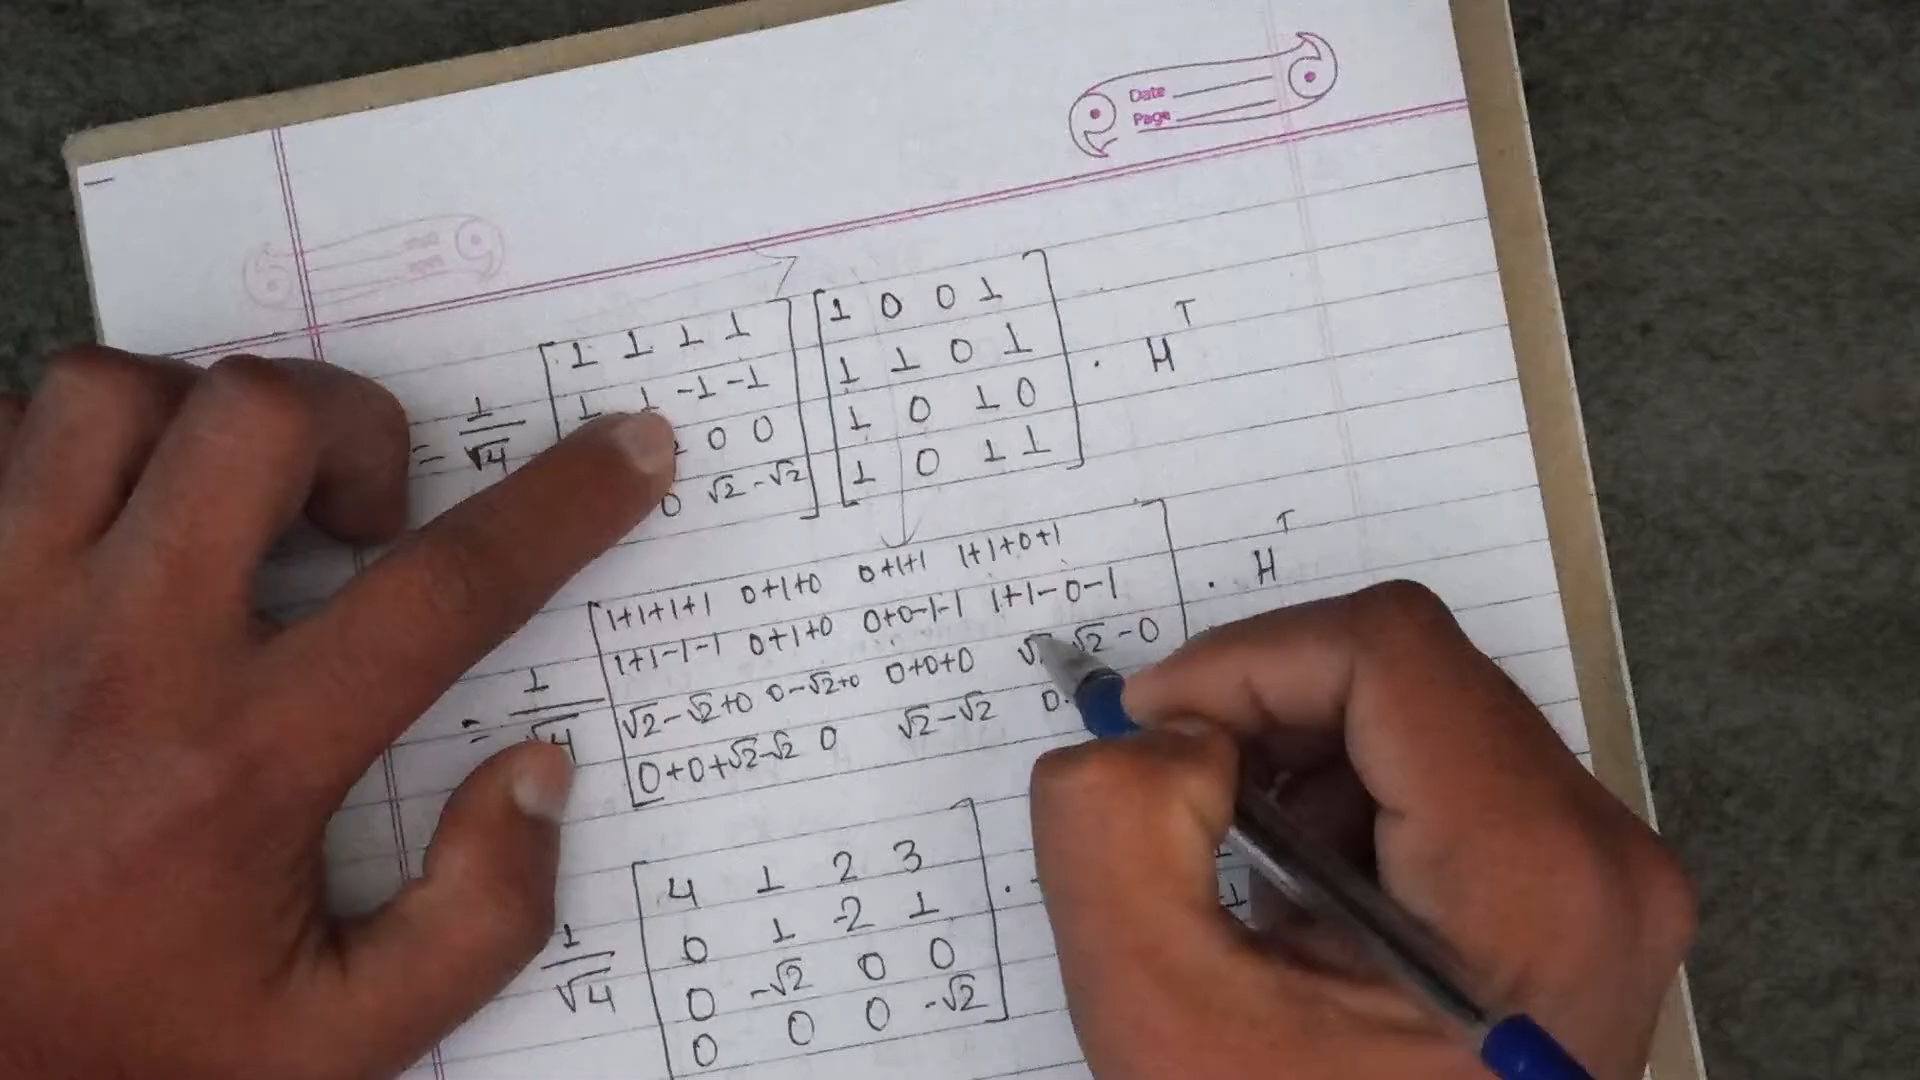 Date
Page
1 1 1 1 1 0 0 1
T
1 1 -1 -1 1 1 0 1 . H
= 1/√4 0 0 1 0 1 0
0 √2 -√2 1 0 1 1
T
1+1+1+1 0+1+0 0+1+1 1+1+0+1 . H
1+1-1-1 0+1+0 0+0-1-1 1+1-0-1
= 1/√4 √2-√2+0 0-√2+0 0+0+0 √2-0
0+0+√2-√2 0 √2-√2 0
4 1 2 3 .
1/√4 0 1 -2 1 -1
0 -√2 0 0
0 0 0 -√2